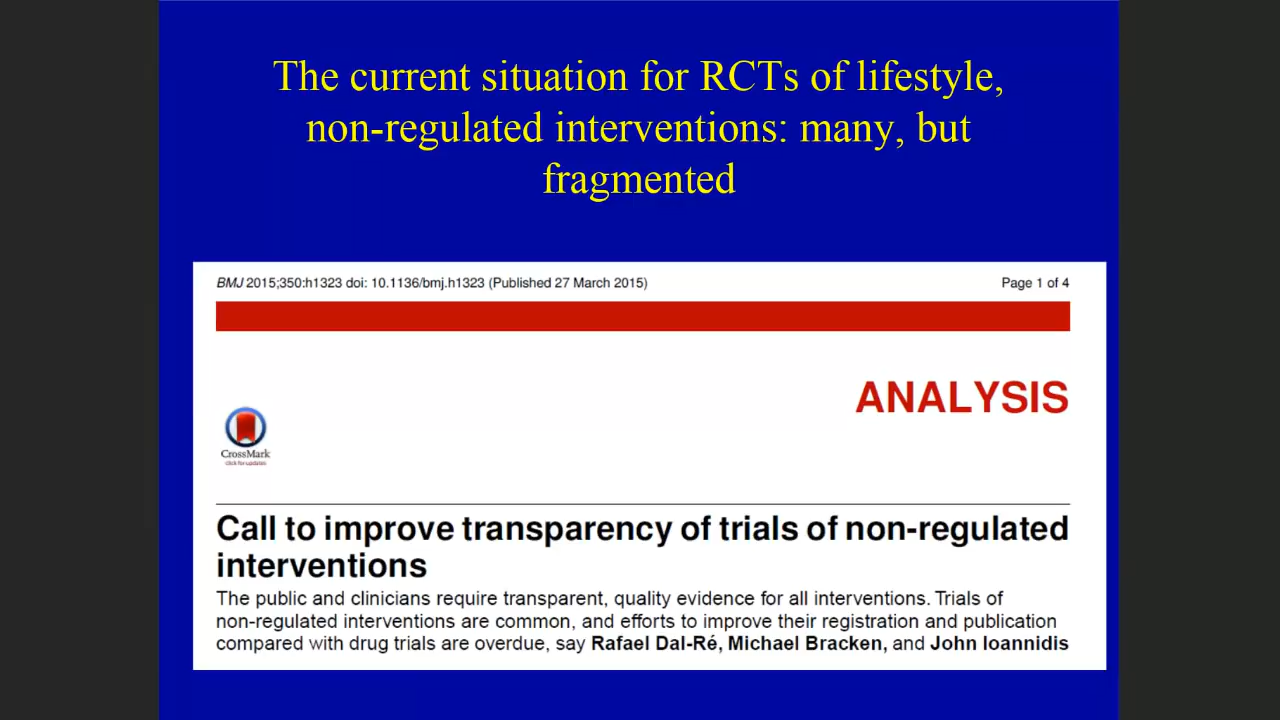 The current situation for RCTs of lifestyle,
non-regulated interventions: many, but
fragmented
BMJ 2015;350:h1323 doi: 10.1136/bmj.h1323 (Published 27 March 2015)
Page 1 of 4
ANALYSIS
CrossMark
click for updates
Call to improve transparency of trials of non-regulated
interventions
The public and clinicians require transparent, quality evidence for all interventions. Trials of
non-regulated interventions are common, and efforts to improve their registration and publication
compared with drug trials are overdue, say Rafael Dal-Ré, Michael Bracken, and John Ioannidis